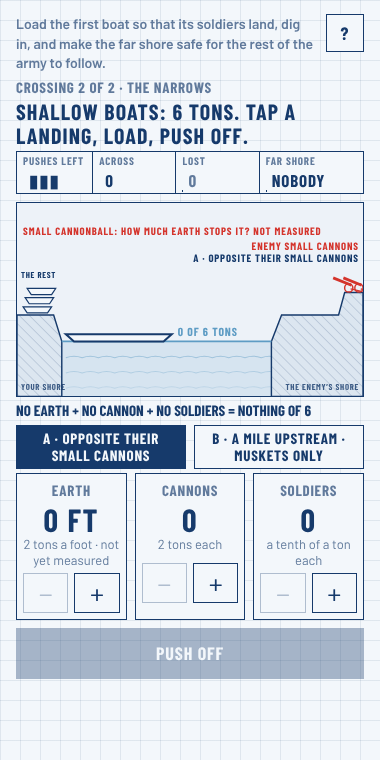 Load the first boat so that its soldiers land, dig
in, and make the far shore safe for the rest of the
army to follow.
?
CROSSING 2 OF 2 · THE NARROWS
SHALLOW BOATS: 6 TONS. TAP A
LANDING, LOAD, PUSH OFF.
PUSHES LEFT
ACROSS
0
LOST
0
FAR SHORE
NOBODY
SMALL CANNONBALL: HOW MUCH EARTH STOPS IT? NOT MEASURED
ENEMY SMALL CANNONS
A · OPPOSITE THEIR SMALL CANNONS
THE REST
0 OF 6 TONS
YOUR SHORE
THE ENEMY'S SHORE
NO EARTH + NO CANNON + NO SOLDIERS = NOTHING OF 6
A · OPPOSITE THEIR
SMALL CANNONS
B · A MILE UPSTREAM ·
MUSKETS ONLY
EARTH
0 FT
2 tons a foot · not
yet measured
− +
CANNONS
0
2 tons each
− +
SOLDIERS
0
a tenth of a ton
each
− +
PUSH OFF